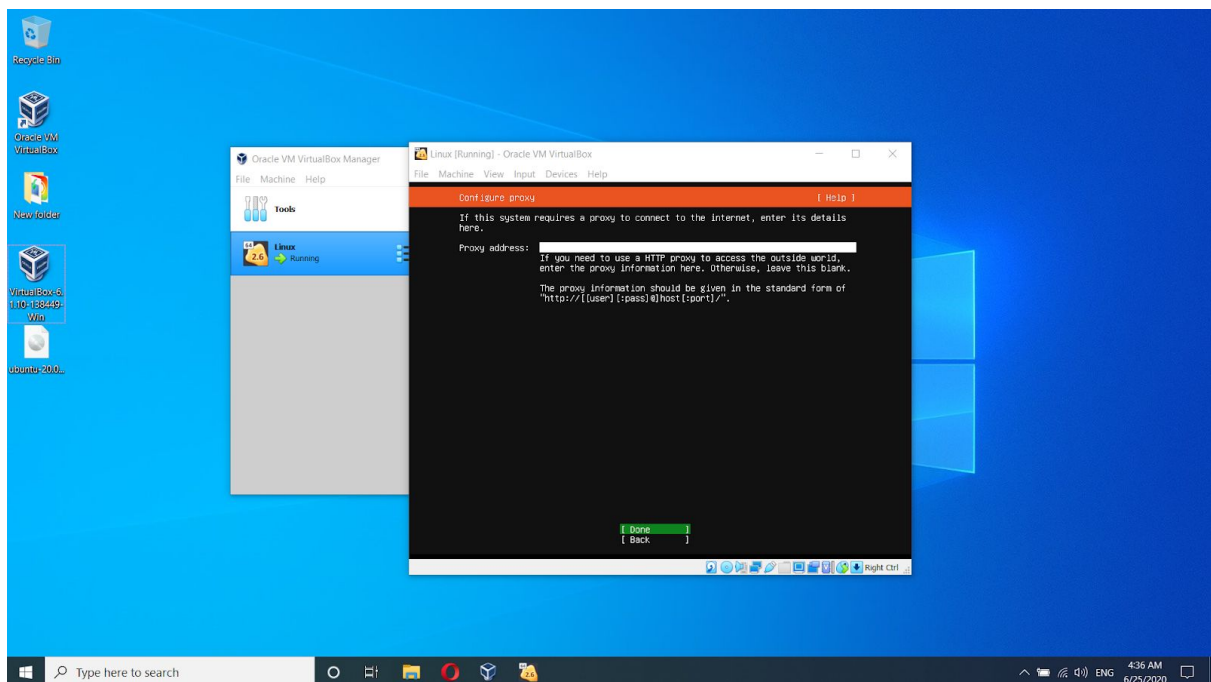 Recycle Bin
Oracle VM
VirtualBox
New folder
VirtualBox-6.
1.10-138449-
Win
ubuntu-20.0...
Oracle VM VirtualBox Manager
File Machine Help
Tools
64
2.6
Linux
Running
Linux [Running] - Oracle VM VirtualBox
File Machine View Input Devices Help
Configure proxy [ Help ]
If this system requires a proxy to connect to the internet, enter its details
here.
Proxy address:
If you need to use a HTTP proxy to access the outside world,
enter the proxy information here. Otherwise, leave this blank.
The proxy information should be given in the standard form of
"http://[[user][:pass]@]host[:port]/".
[ Done ]
[ Back ]
Right Ctrl
Type here to search
2.6
ENG
4:36 AM
6/25/2020